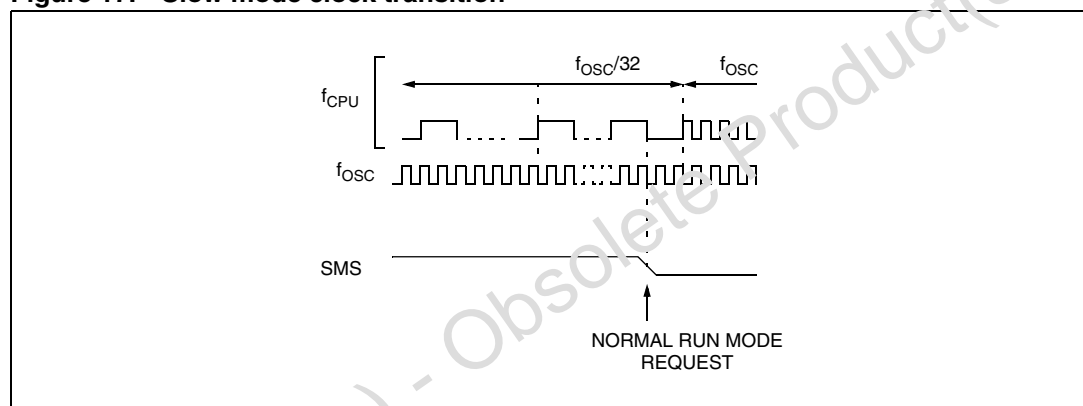 Figure 17. Slow mode clock transition
fOSC/32
fOSC
fCPU
fOSC
SMS
NORMAL RUN MODE
REQUEST
) - Obsolete Product(